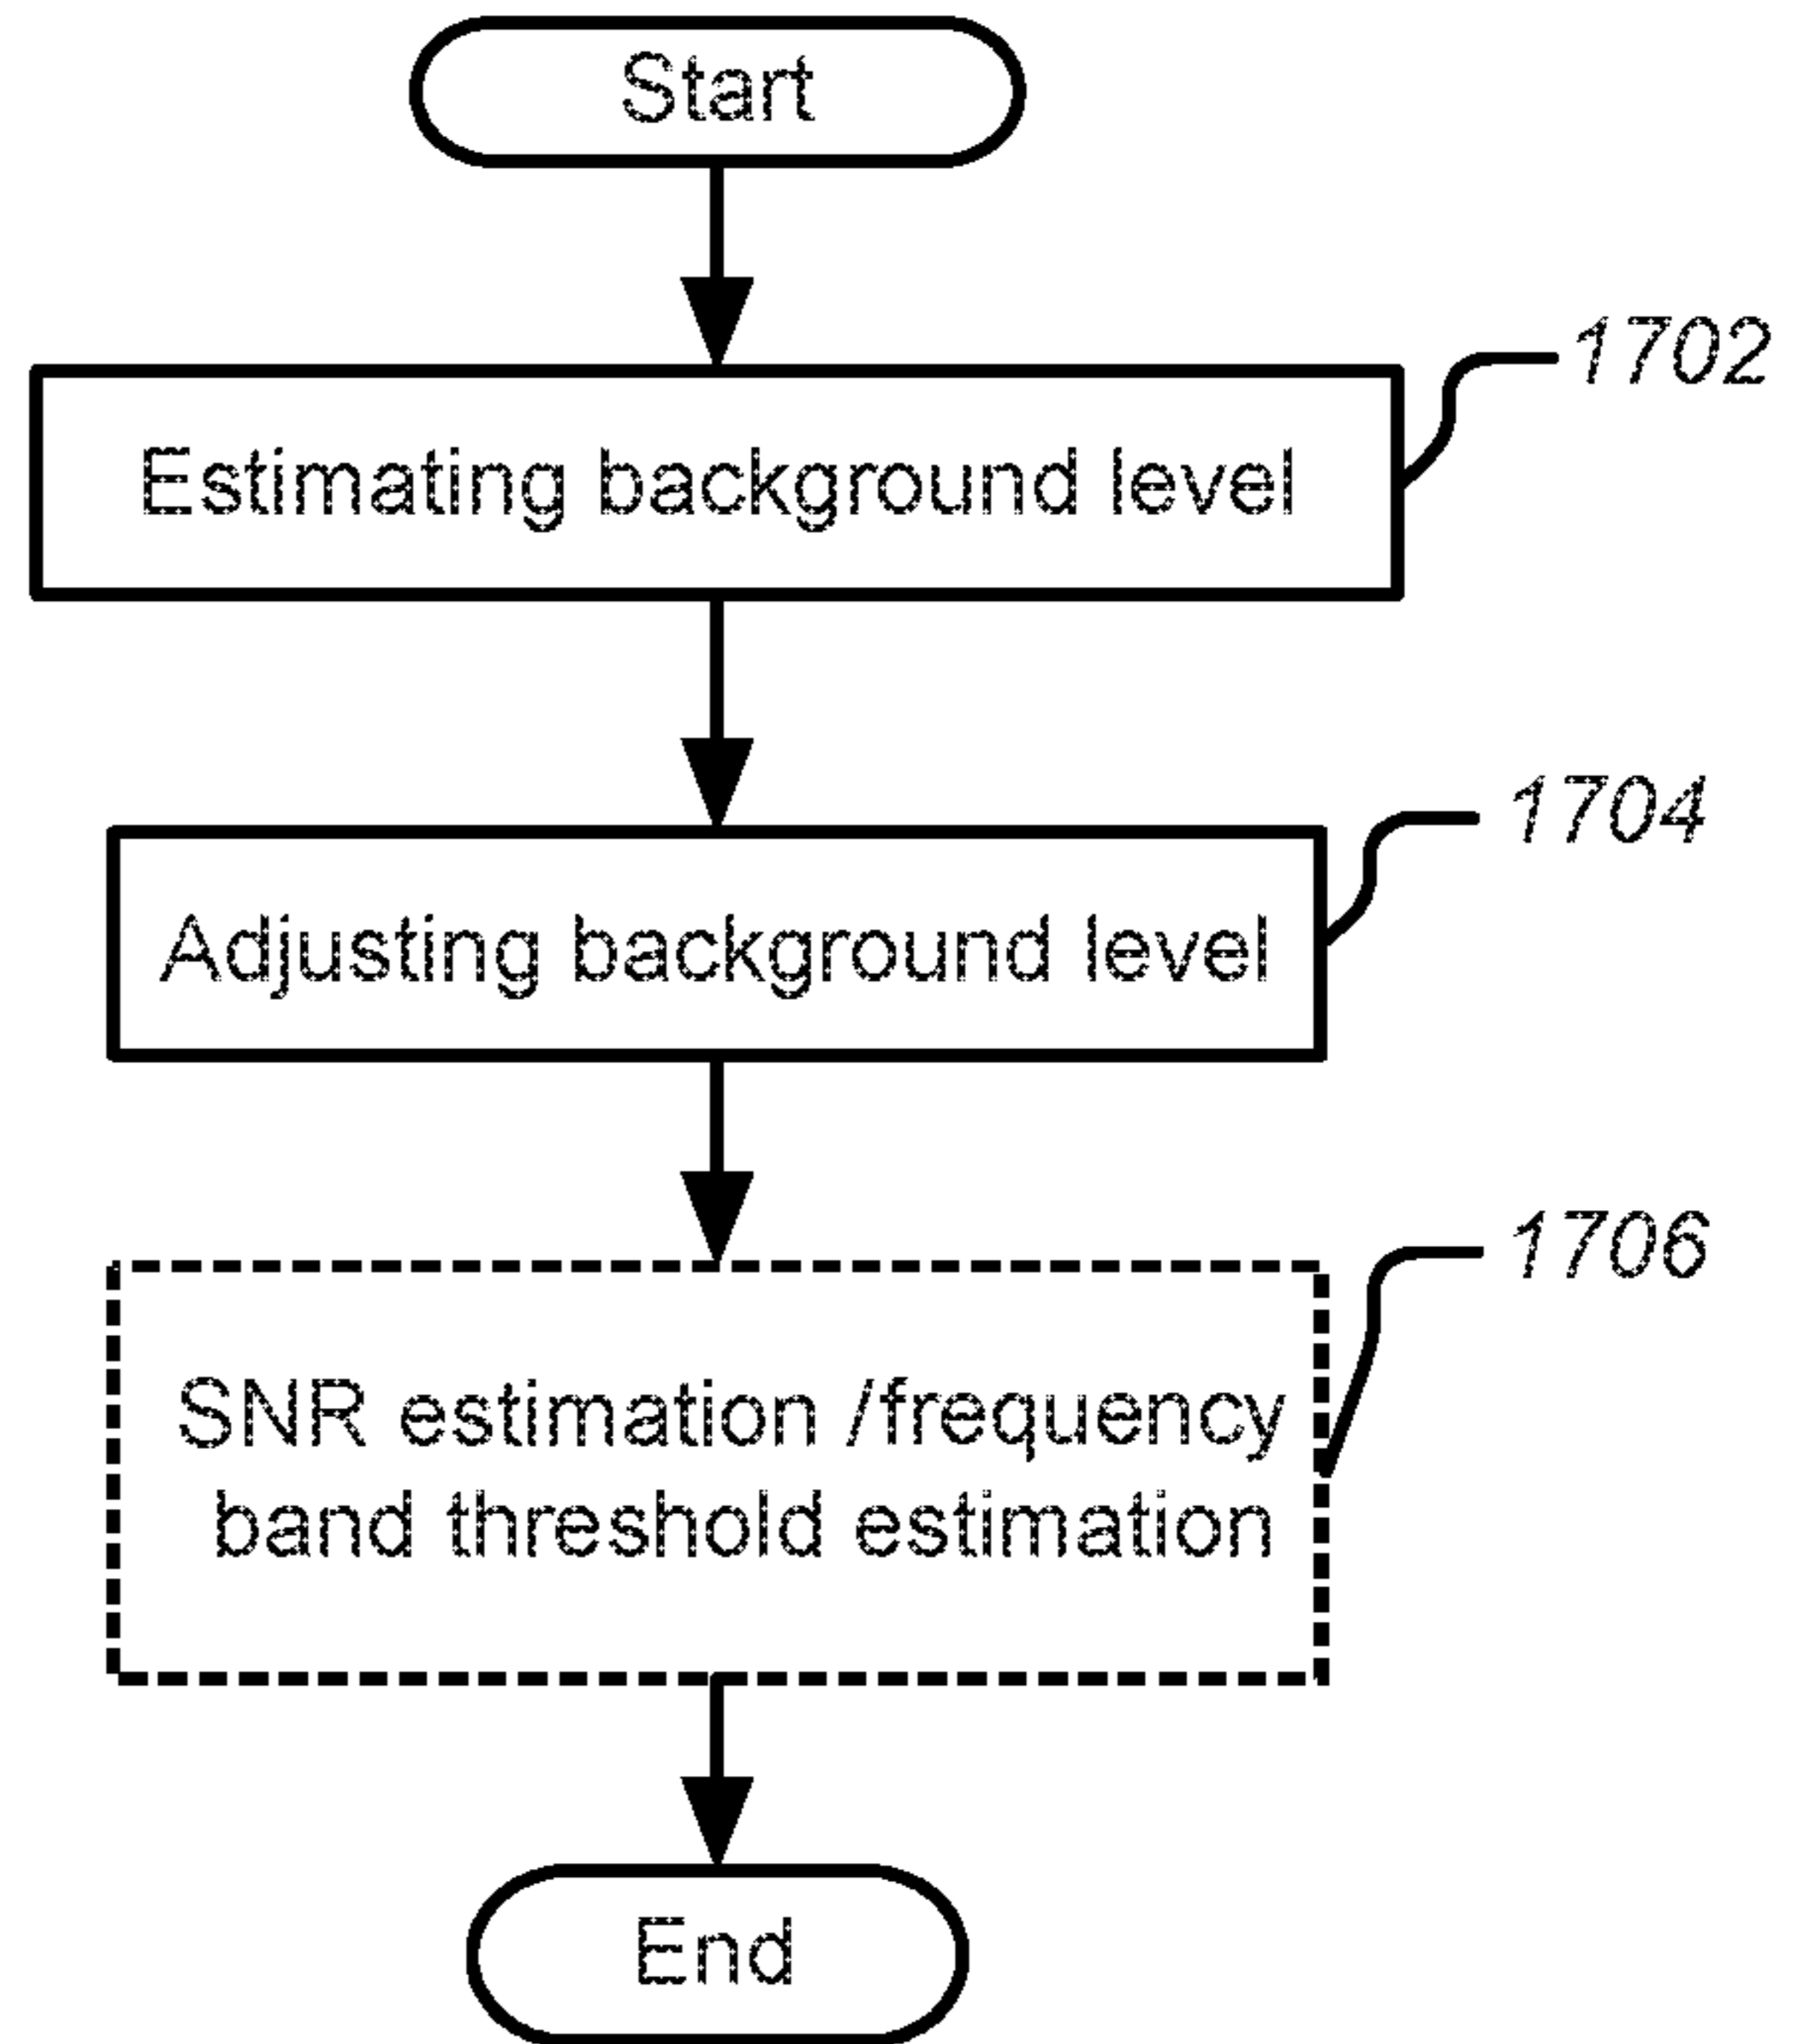 Start
1702
Estimating background level
1704
Adjusting background level
1706
SNR estimation /frequency
band threshold estimation
End